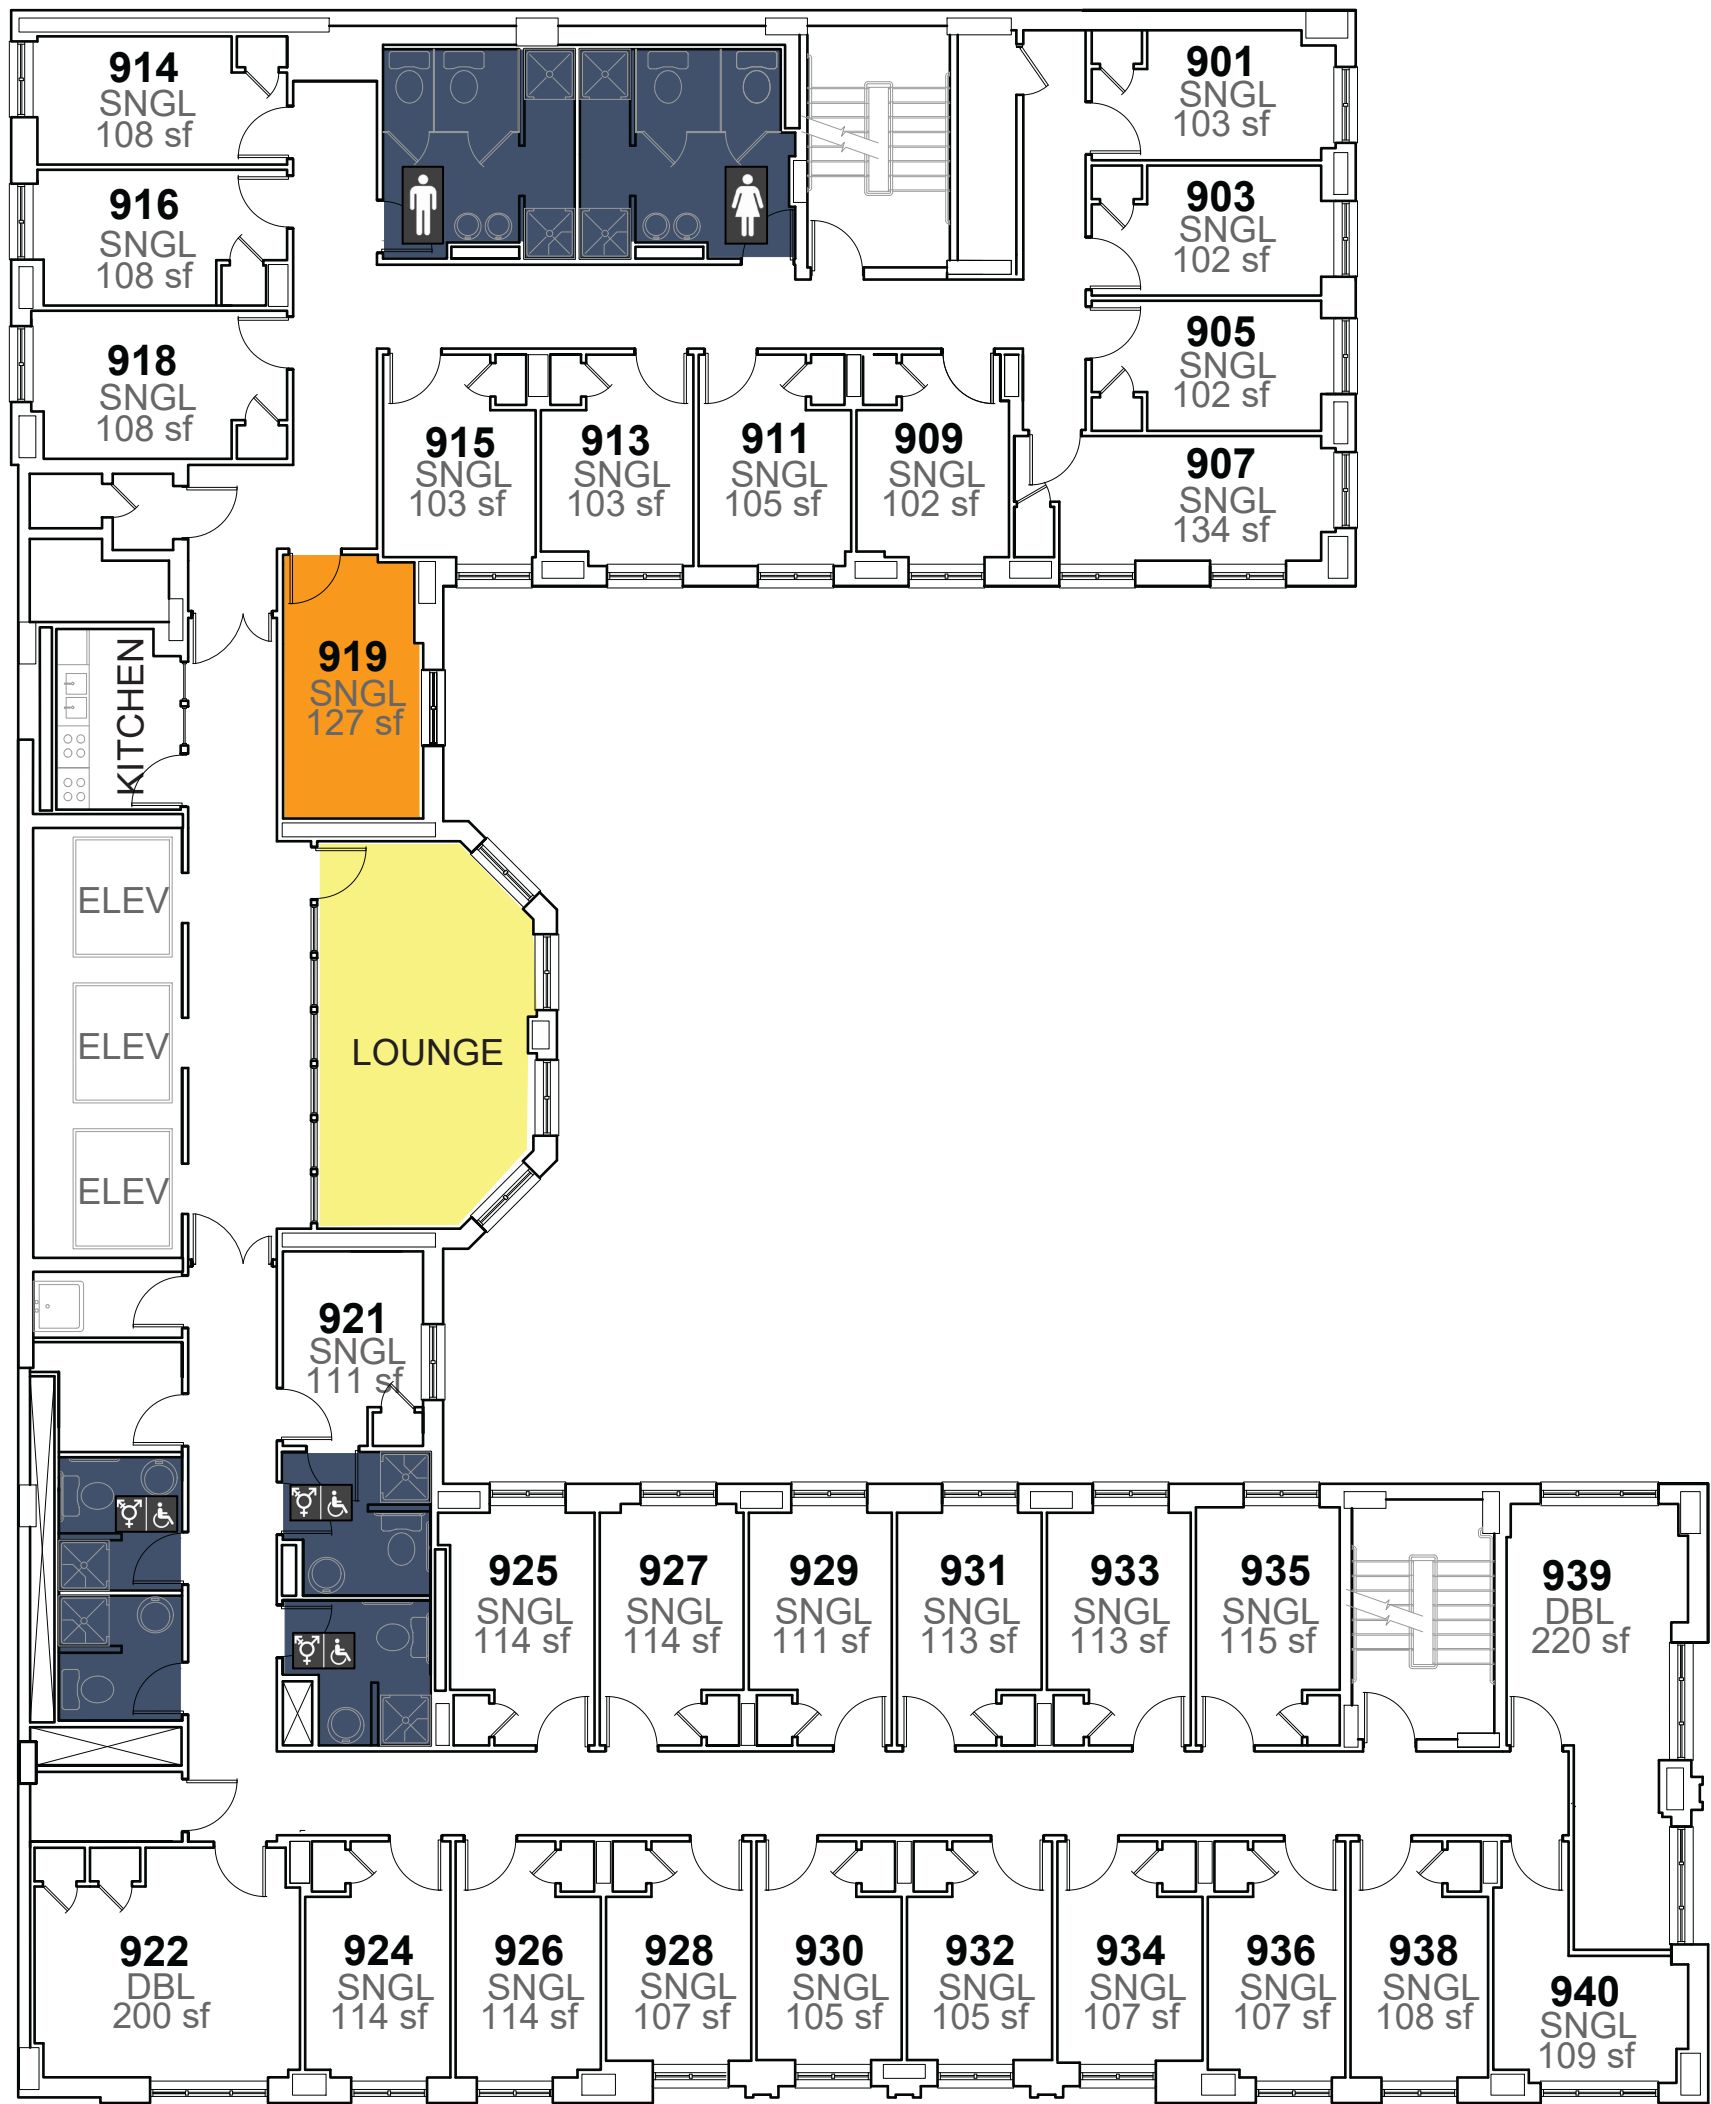 914
SNGL
108 sf
901
SNGL
103 sf
916
SNGL
108 sf
903
SNGL
102 sf
918
SNGL
108 sf
905
SNGL
102 sf
915
SNGL
103 sf
913
SNGL
103 sf
911
SNGL
105 sf
909
SNGL
102 sf
907
SNGL
134 sf
919
SNGL
127 sf
KITCHEN
ELEV
ELEV
ELEV
LOUNGE
921
SNGL
111 sf
925
SNGL
114 sf
927
SNGL
114 sf
929
SNGL
111 sf
931
SNGL
113 sf
933
SNGL
113 sf
935
SNGL
115 sf
939
DBL
220 sf
922
DBL
200 sf
924
SNGL
114 sf
926
SNGL
114 sf
928
SNGL
107 sf
930
SNGL
105 sf
932
SNGL
105 sf
934
SNGL
107 sf
936
SNGL
107 sf
938
SNGL
108 sf
940
SNGL
109 sf